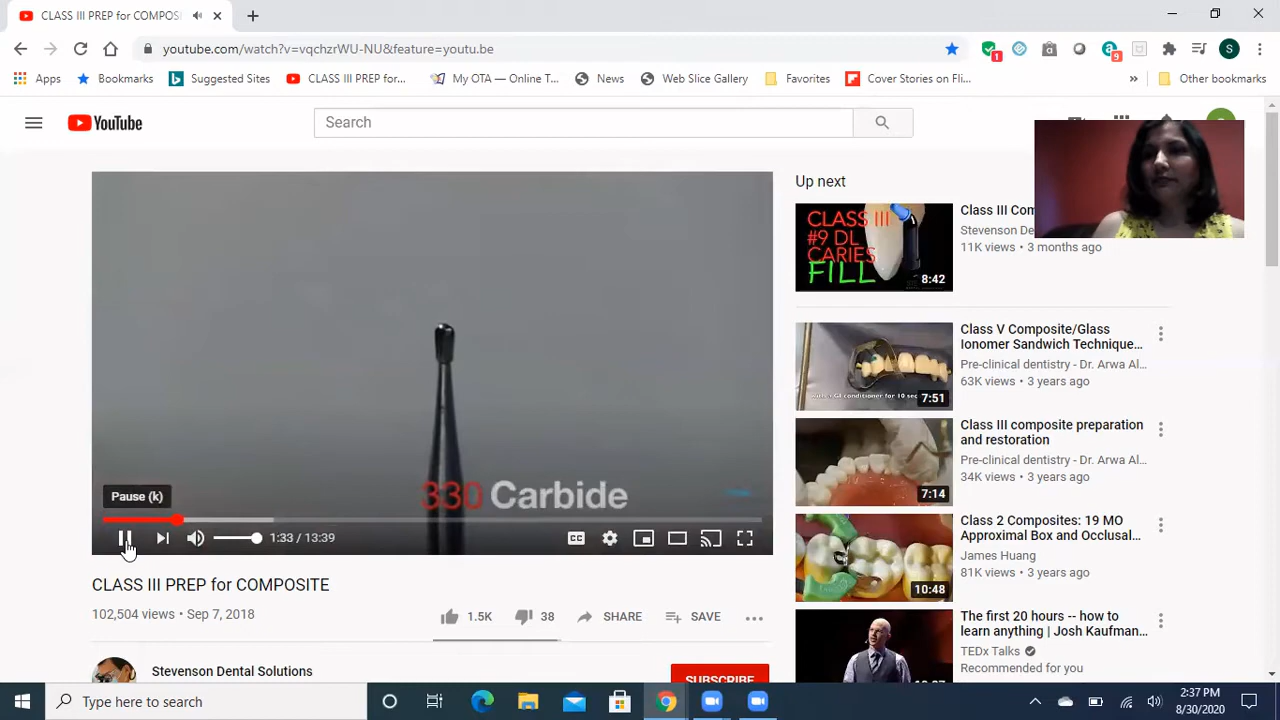 CLASS III PREP for COMPOS
youtube.com/watch?v=vqchzrWU-NU&feature=youtu.be
1
9
S
Apps
Bookmarks
Suggested Sites
CLASS III PREP for...
My OTA — Online T...
News
Web Slice Gallery
Favorites
Cover Stories on Fli...
»
Other bookmarks
YouTube
Search
330 Carbide
Pause (k)
1:33 / 13:39
CC
CLASS III PREP for COMPOSITE
102,504 views • Sep 7, 2018
1.5K
38
SHARE
SAVE
Stevenson Dental Solutions
SUBSCRIBE
Up next
CLASS III
#9 DL
CARIES
FILL
8:42
Class III Com
Stevenson De
11K views • 3 months ago
7:51
Class V Composite/Glass
Ionomer Sandwich Technique...
Pre-clinical dentistry - Dr. Arwa Al...
63K views • 3 years ago
7:14
Class III composite preparation
and restoration
Pre-clinical dentistry - Dr. Arwa Al...
34K views • 3 years ago
10:48
Class 2 Composites: 19 MO
Approximal Box and Occlusal...
James Huang
81K views • 3 years ago
The first 20 hours -- how to
learn anything | Josh Kaufman...
TEDx Talks
Recommended for you
Type here to search
2:37 PM
8/30/2020